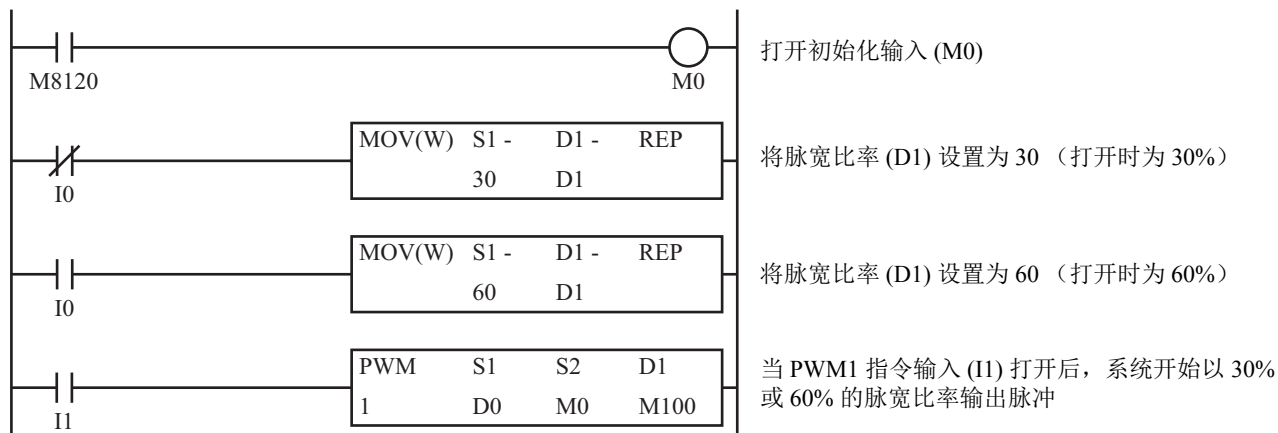 打开初始化输入 (M0)
M8120
M0
MOV(W) S1 - D1 - REP
30 D1
将脉宽比率 (D1) 设置为 30 （打开时为 30%）
I0
MOV(W) S1 - D1 - REP
60 D1
将脉宽比率 (D1) 设置为 60 （打开时为 60%）
I0
PWM S1 S2 D1
1 D0 M0 M100
当 PWM1 指令输入 (I1) 打开后，系统开始以 30%
或 60% 的脉宽比率输出脉冲
I1